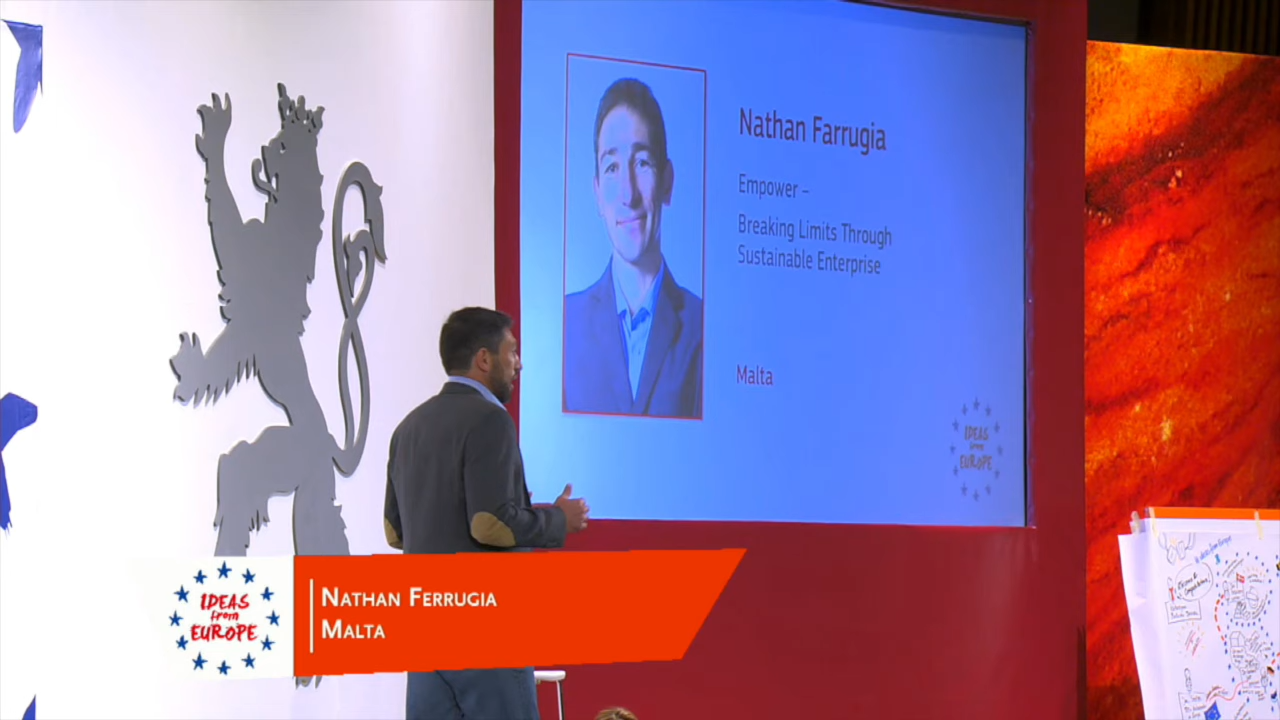 Nathan Farrugia
Empower –
Breaking Limits Through
Sustainable Enterprise
Malta
IDEAS
from
EUROPE
IDEAS
from
EUROPE
NATHAN FERRUGIA
MALTA